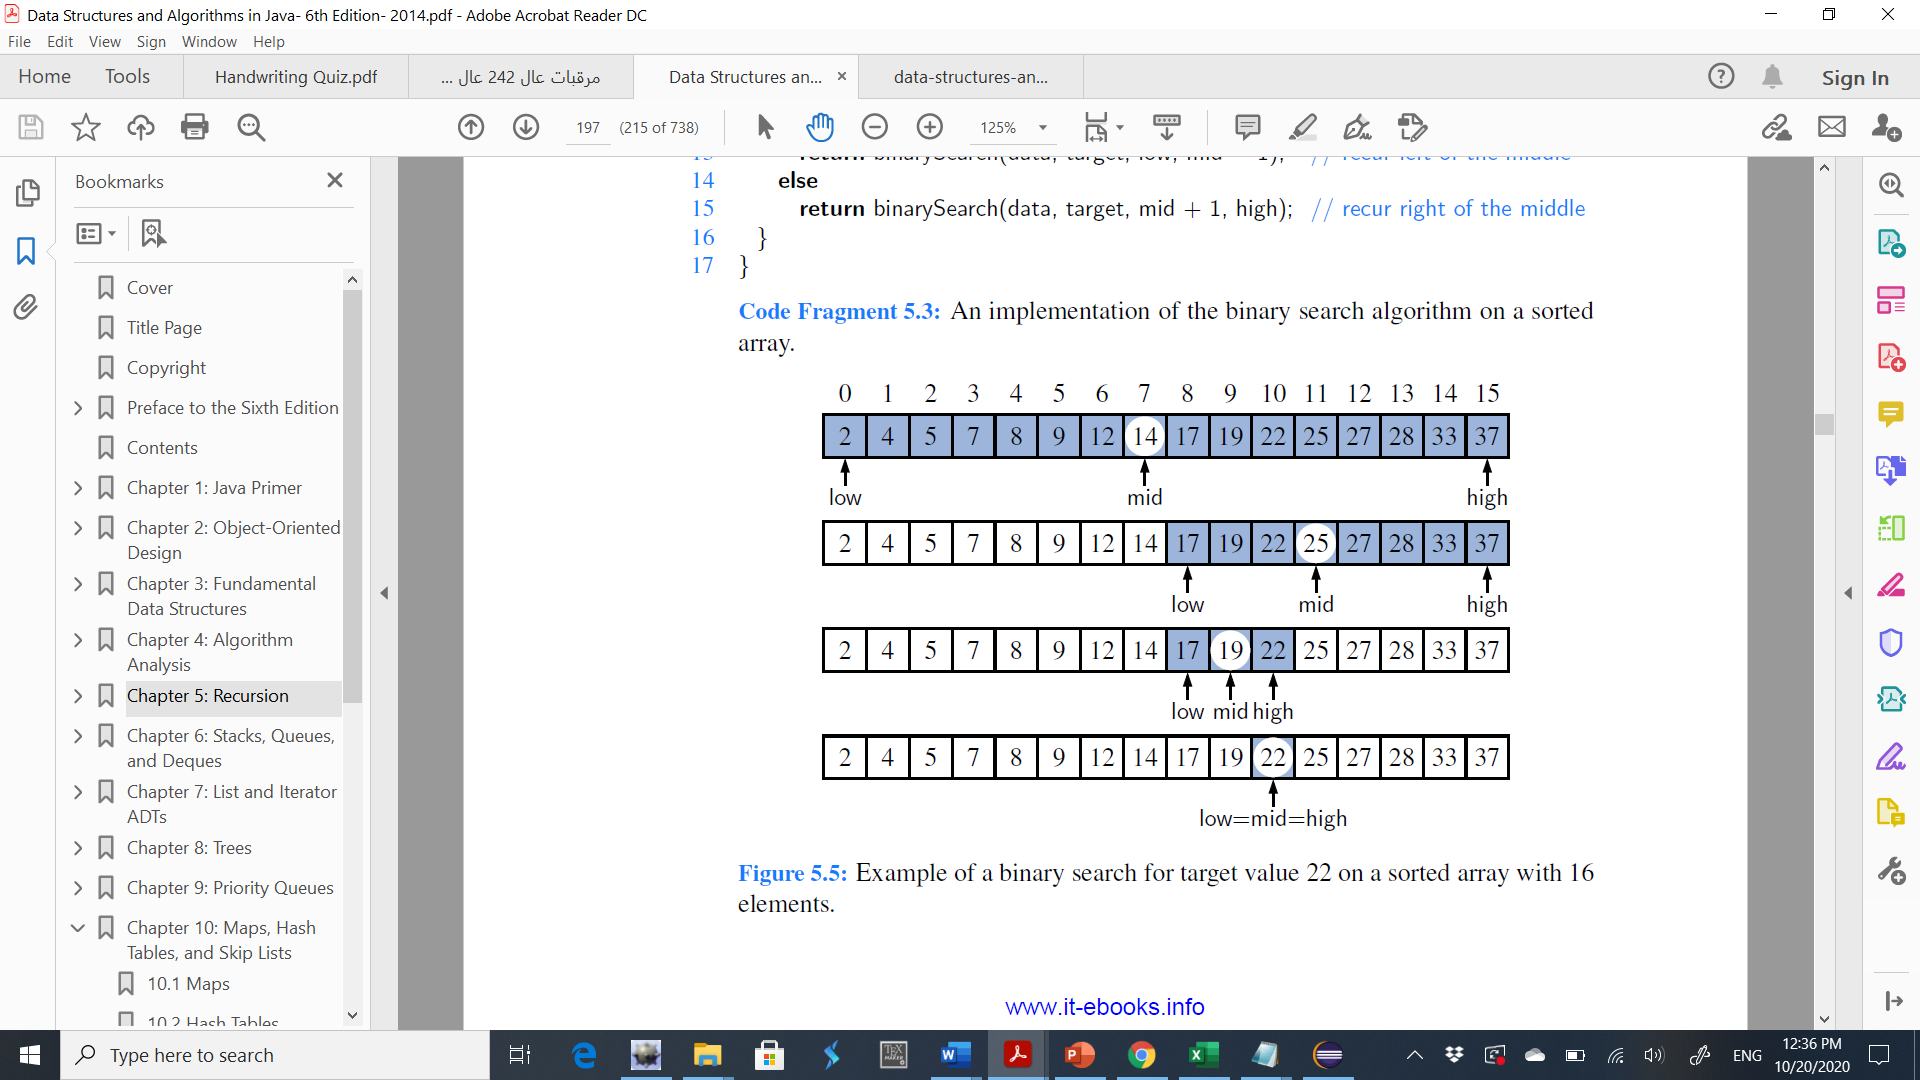 Data Structures and Algorithms in Java- 6th Edition- 2014.pdf - Adobe Acrobat Reader DC
File Edit View Sign Window Help
Home Tools Handwriting Quiz.pdf مرقبات عال 242 عال ... Data Structures an... × data-structures-an... Sign In
197 (215 of 738) 125%
Bookmarks
Cover
Title Page
Copyright
Preface to the Sixth Edition
Contents
Chapter 1: Java Primer
Chapter 2: Object-Oriented
Design
Chapter 3: Fundamental
Data Structures
Chapter 4: Algorithm
Analysis
Chapter 5: Recursion
Chapter 6: Stacks, Queues,
and Deques
Chapter 7: List and Iterator
ADTs
Chapter 8: Trees
Chapter 9: Priority Queues
Chapter 10: Maps, Hash
Tables, and Skip Lists
10.1 Maps
10.2 Hash Tables
14 else
15 return binarySearch(data, target, mid + 1, high); // recur right of the middle
16 }
17 }
Code Fragment 5.3: An implementation of the binary search algorithm on a sorted
array.
0 1 2 3 4 5 6 7 8 9 10 11 12 13 14 15
2 4 5 7 8 9 12 14 17 19 22 25 27 28 33 37
low mid high
2 4 5 7 8 9 12 14 17 19 22 25 27 28 33 37
low mid high
2 4 5 7 8 9 12 14 17 19 22 25 27 28 33 37
low mid high
2 4 5 7 8 9 12 14 17 19 22 25 27 28 33 37
low=mid=high
Figure 5.5: Example of a binary search for target value 22 on a sorted array with 16
elements.
www.it-ebooks.info
Type here to search
ENG
12:36 PM
10/20/2020